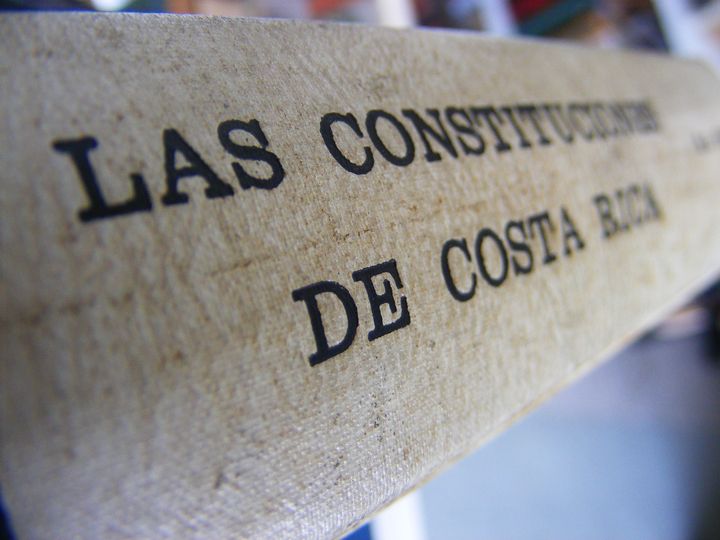 LAS CONSTITUCIONES
DE COSTA RICA